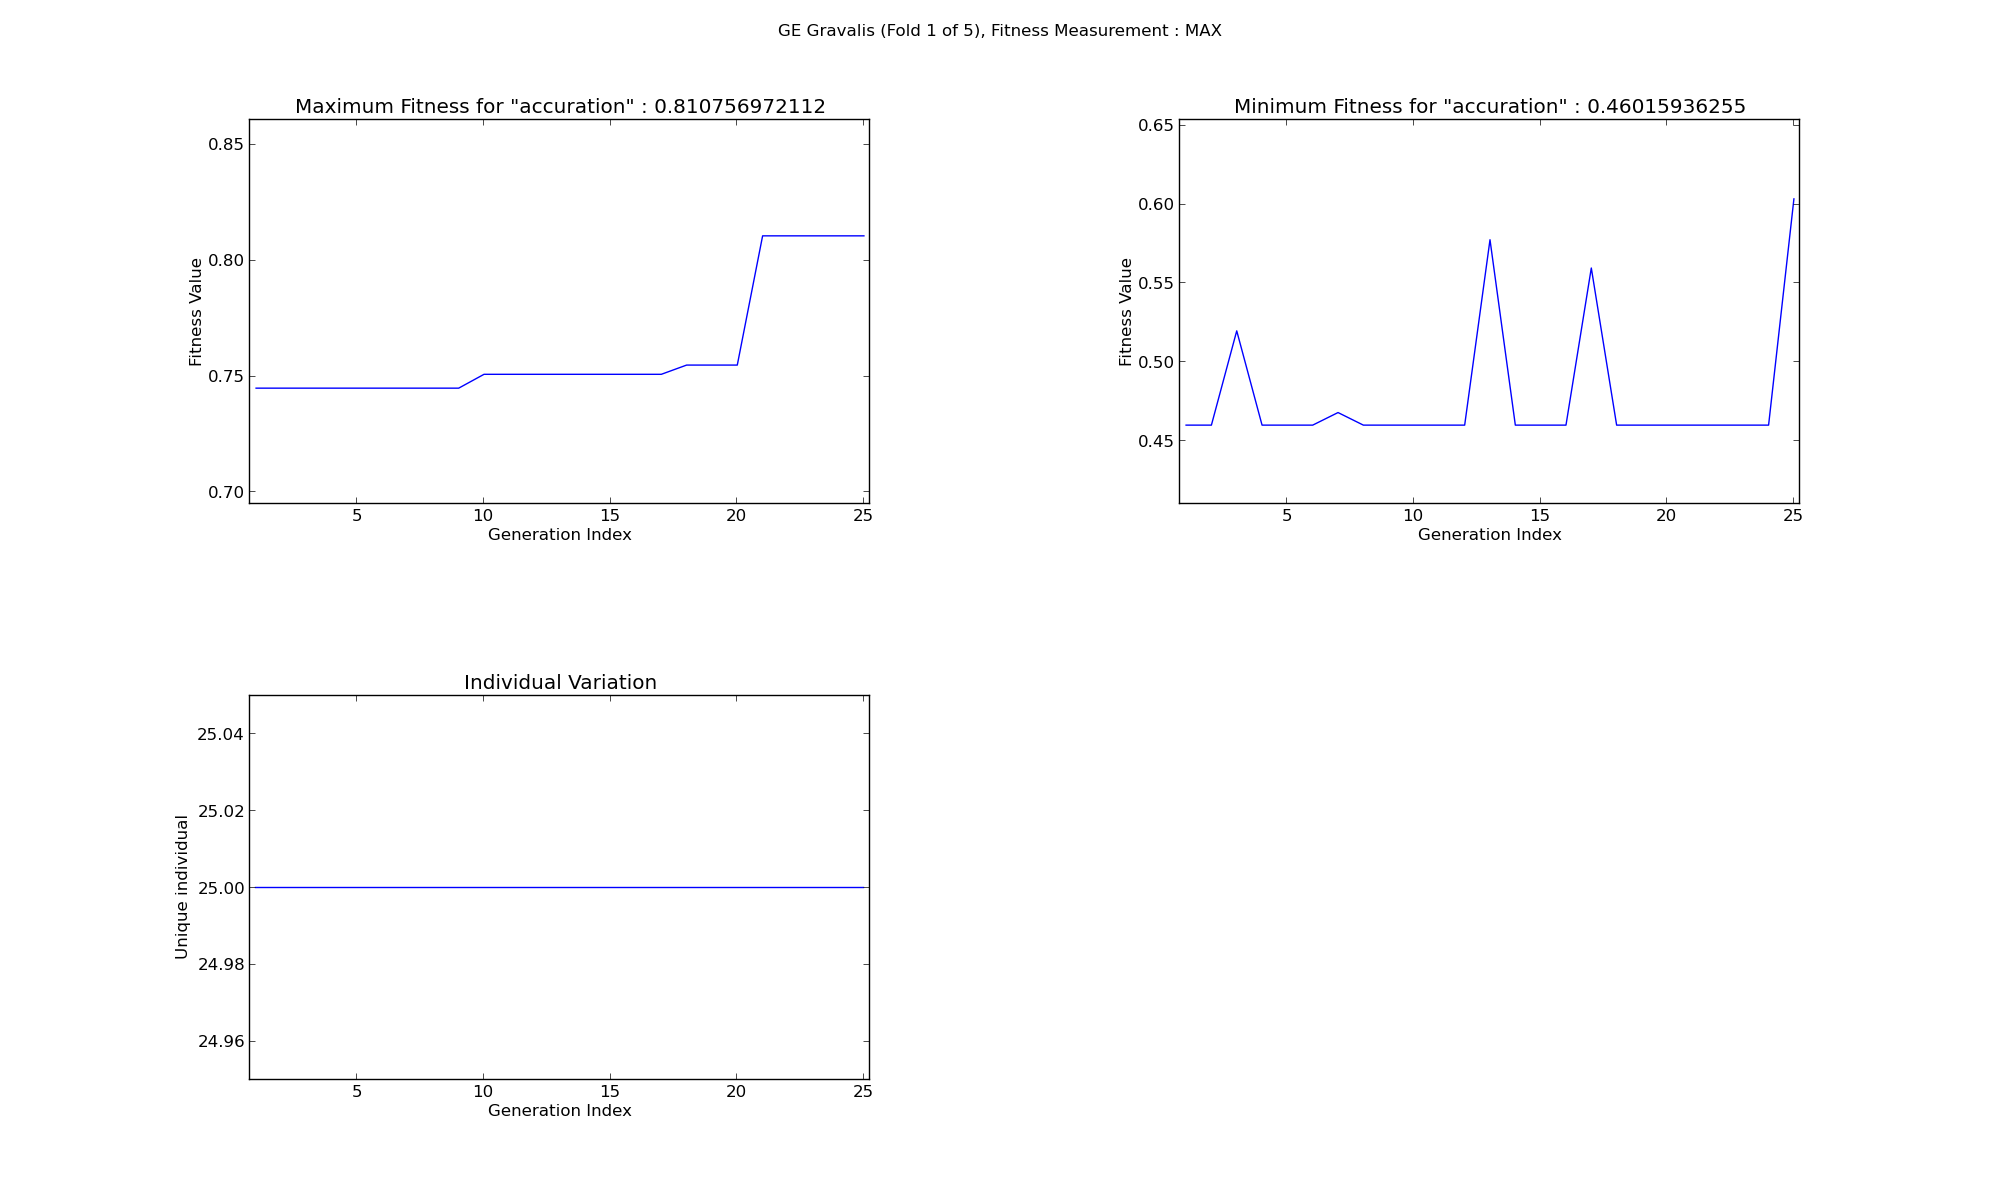 GE Gravalis (Fold 1 of 5), Fitness Measurement : MAX
Maximum Fitness for "accuration" : 0.810756972112
0.85
0.80
0.75
0.70
Fitness Value
5 10 15 20 25
Generation Index
Minimum Fitness for "accuration" : 0.46015936255
0.65
0.60
0.55
0.50
0.45
Fitness Value
5 10 15 20 25
Generation Index
Individual Variation
25.04
25.02
25.00
24.98
24.96
Unique individual
5 10 15 20 25
Generation Index